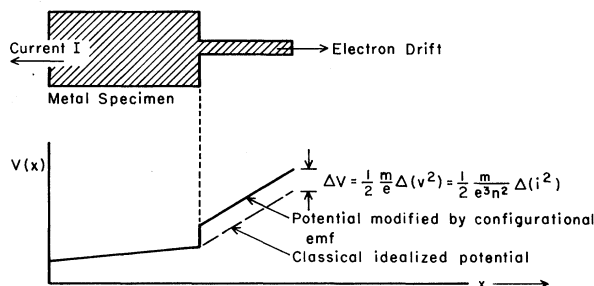 Current I
Electron Drift
Metal Specimen
V(x)
ΔV = 1/2 m/e Δ(v²) = 1/2 m/e³n² Δ(i²)
Potential modified by configurational
emf
Classical idealized potential
x